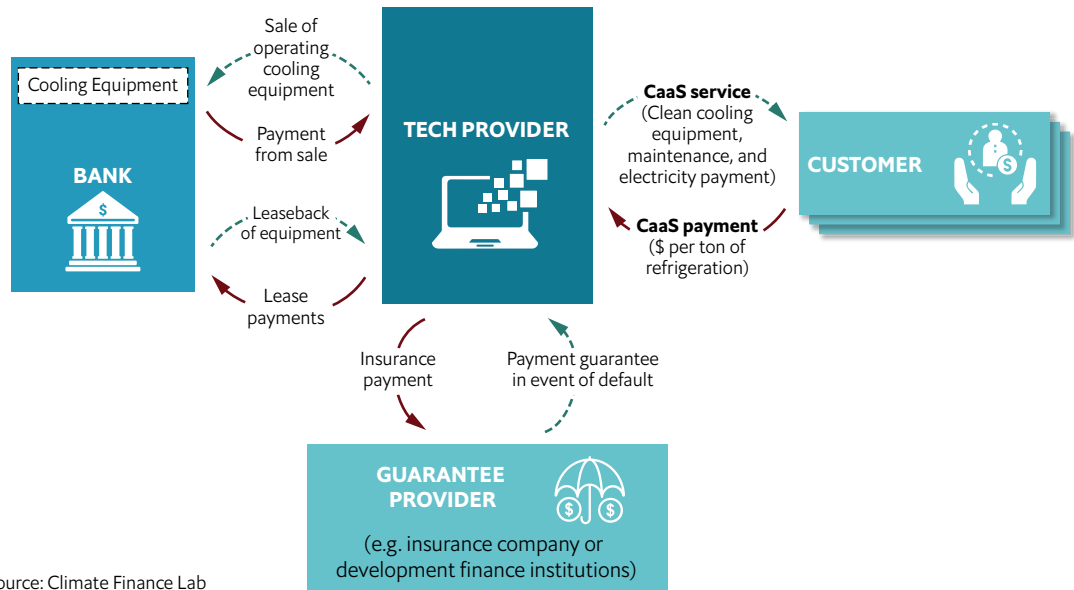 Sale of
operating
cooling
equipment
Cooling Equipment
Payment
from sale
BANK
$
Leaseback
of equipment
Lease
payments
TECH PROVIDER
CaaS service
(Clean cooling
equipment,
maintenance, and
electricity payment)
CaaS payment
($ per ton of
refrigeration)
CUSTOMER
$
Insurance
payment
Payment guarantee
in event of default
GUARANTEE
PROVIDER
$ $
(e.g. insurance company or
development finance institutions)
ource: Climate Finance Lab